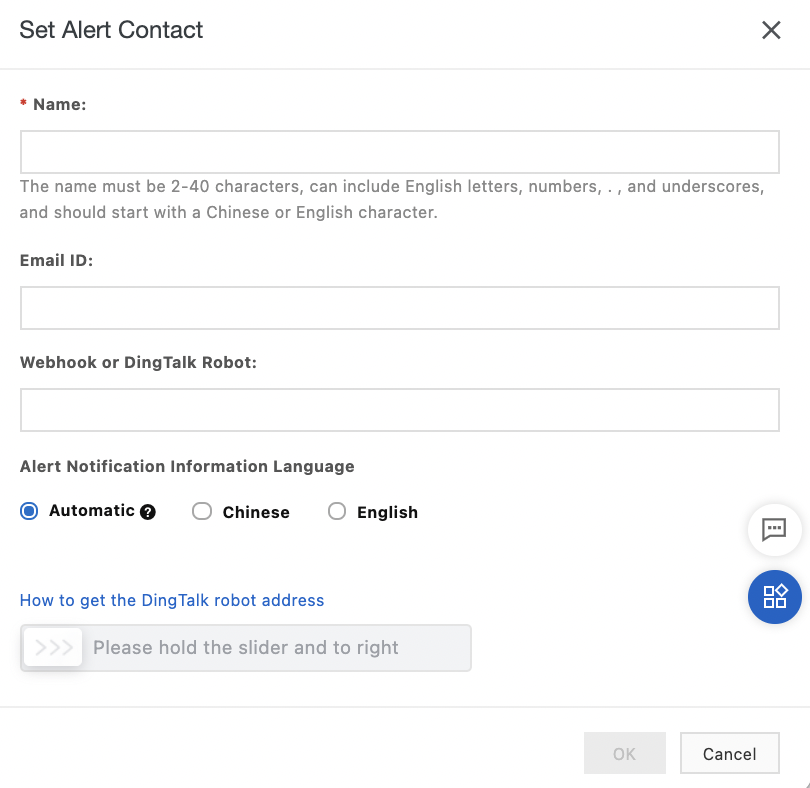 Set Alert Contact
* Name:
The name must be 2-40 characters, can include English letters, numbers, . , and underscores,
and should start with a Chinese or English character.
Email ID:
Webhook or DingTalk Robot:
Alert Notification Information Language
Automatic ? Chinese English
How to get the DingTalk robot address
>>> Please hold the slider and to right
OK Cancel